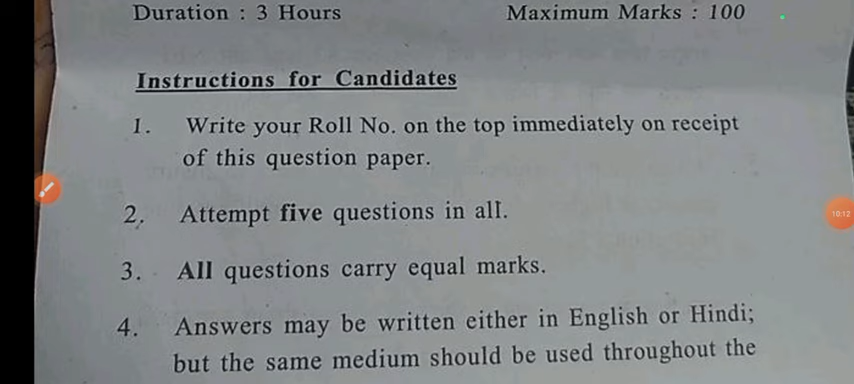 Duration : 3 Hours Maximum Marks : 100
Instructions for Candidates
1. Write your Roll No. on the top immediately on receipt
of this question paper.
2. Attempt five questions in all.
3. All questions carry equal marks.
4. Answers may be written either in English or Hindi;
but the same medium should be used throughout the
10:12